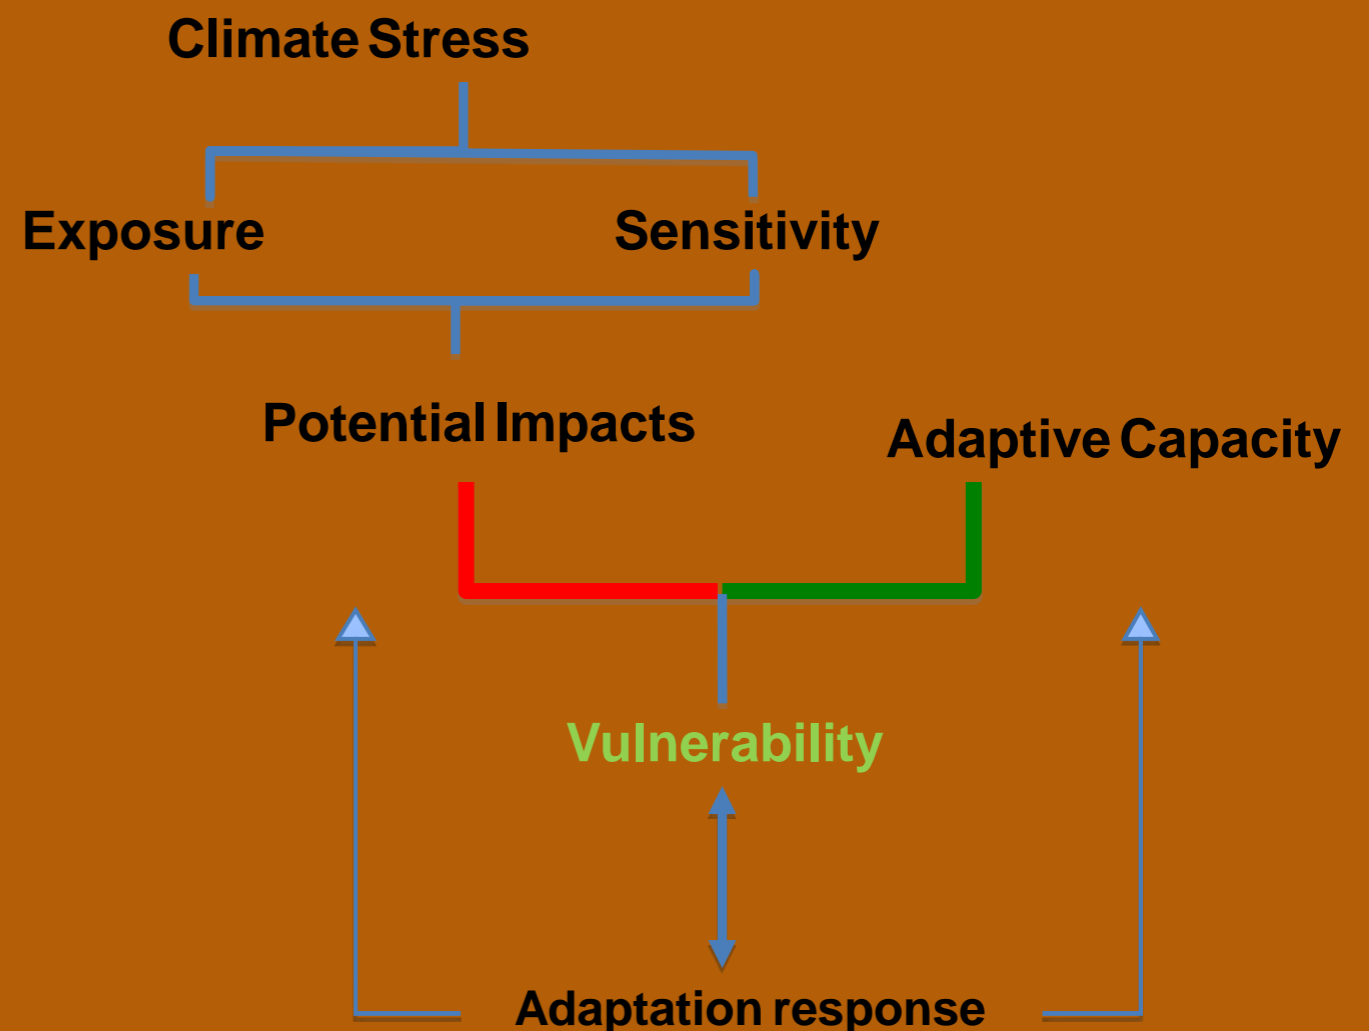 Climate Stress
Exposure
Sensitivity
Potential Impacts
Adaptive Capacity
Vulnerability
Adaptation response